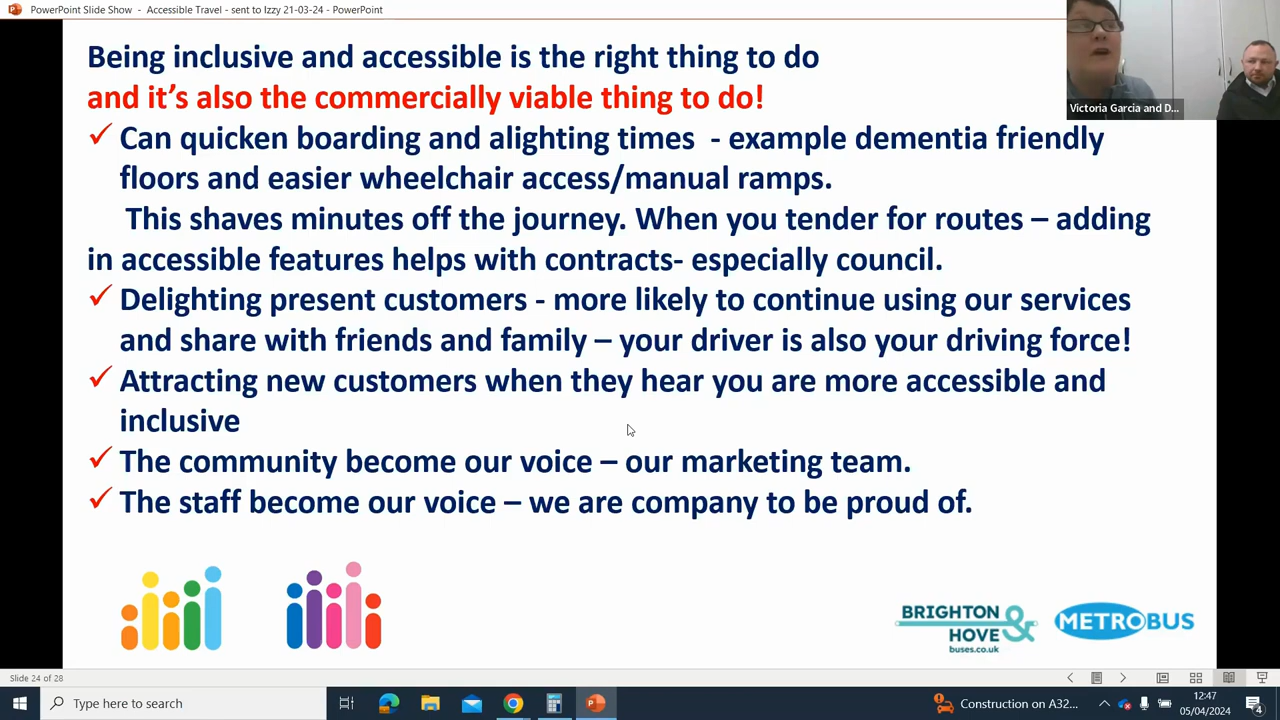 PowerPoint Slide Show - Accessible Travel - sent to Izzy 21-03-24 - PowerPoint
Being inclusive and accessible is the right thing to do
and it's also the commercially viable thing to do!
Can quicken boarding and alighting times - example dementia friendly
floors and easier wheelchair access/manual ramps.
This shaves minutes off the journey. When you tender for routes – adding
in accessible features helps with contracts- especially council.
Delighting present customers - more likely to continue using our services
and share with friends and family – your driver is also your driving force!
Attracting new customers when they hear you are more accessible and
inclusive
The community become our voice – our marketing team.
The staff become our voice – we are company to be proud of.
Victoria Garcia and D...
BRIGHTON
& HOVE
buses.co.uk
METROBUS
Slide 24 of 28
Type here to search
Construction on A32...
12:47
05/04/2024
4